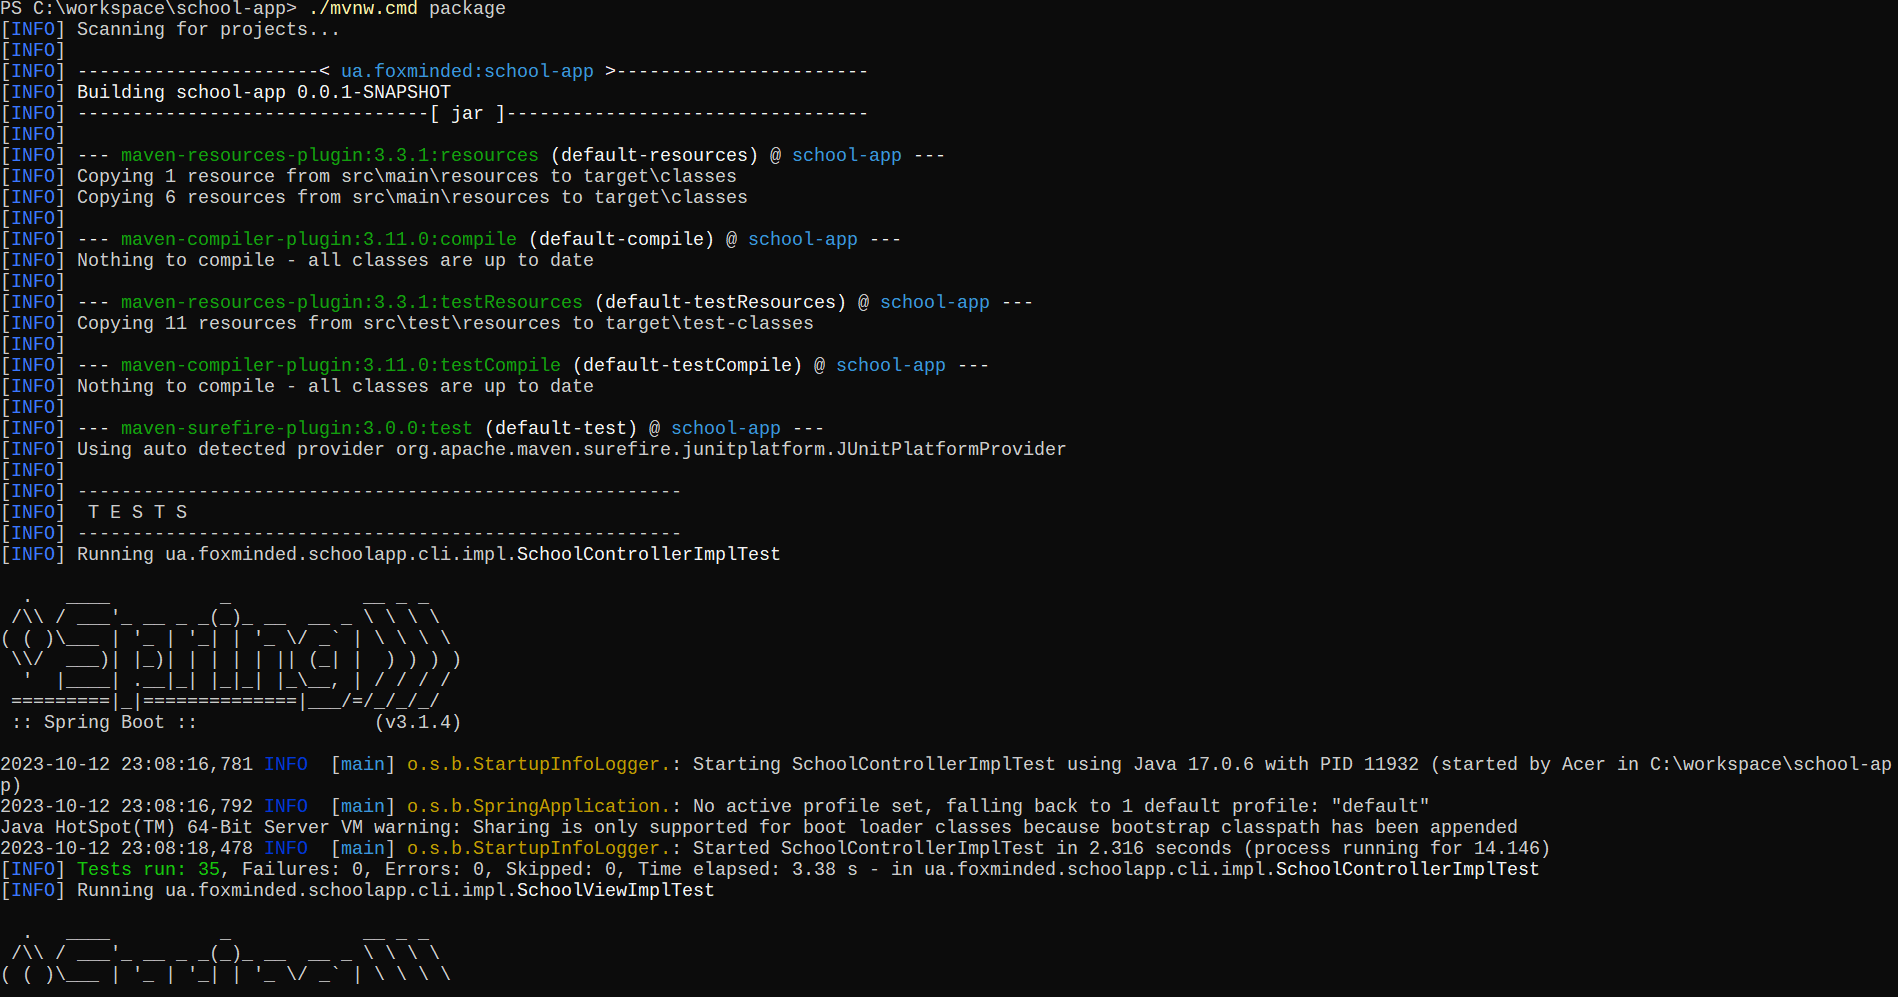 PS C:\workspace\school-app> ./mvnw.cmd package
[INFO] Scanning for projects...
[INFO]
[INFO] ----------------------< ua.foxminded:school-app >-----------------------
[INFO] Building school-app 0.0.1-SNAPSHOT
[INFO] --------------------------------[ jar ]---------------------------------
[INFO]
[INFO] --- maven-resources-plugin:3.3.1:resources (default-resources) @ school-app ---
[INFO] Copying 1 resource from src\main\resources to target\classes
[INFO] Copying 6 resources from src\main\resources to target\classes
[INFO]
[INFO] --- maven-compiler-plugin:3.11.0:compile (default-compile) @ school-app ---
[INFO] Nothing to compile - all classes are up to date
[INFO]
[INFO] --- maven-resources-plugin:3.3.1:testResources (default-testResources) @ school-app ---
[INFO] Copying 11 resources from src\test\resources to target\test-classes
[INFO]
[INFO] --- maven-compiler-plugin:3.11.0:testCompile (default-testCompile) @ school-app ---
[INFO] Nothing to compile - all classes are up to date
[INFO]
[INFO] --- maven-surefire-plugin:3.0.0:test (default-test) @ school-app ---
[INFO] Using auto detected provider org.apache.maven.surefire.junitplatform.JUnitPlatformProvider
[INFO]
[INFO] -------------------------------------------------------
[INFO]  T E S T S
[INFO] -------------------------------------------------------
[INFO] Running ua.foxminded.schoolapp.cli.impl.SchoolControllerImplTest

  .   ____          _            __ _ _
 /\\ / ___'_ __ _ _(_)_ __  __ _ \ \ \ \
( ( )\___ | '_ | '_| | '_ \/ _` | \ \ \ \
 \\/  ___)| |_)| | | | | || (_| |  ) ) ) )
  '  |____| .__|_| |_|_| |_\__, | / / / /
 =========|_|==============|___/=/_/_/_/
 :: Spring Boot ::                (v3.1.4)

2023-10-12 23:08:16,781 INFO  [main] o.s.b.StartupInfoLogger.: Starting SchoolControllerImplTest using Java 17.0.6 with PID 11932 (started by Acer in C:\workspace\school-ap
p)
2023-10-12 23:08:16,792 INFO  [main] o.s.b.SpringApplication.: No active profile set, falling back to 1 default profile: "default"
Java HotSpot(TM) 64-Bit Server VM warning: Sharing is only supported for boot loader classes because bootstrap classpath has been appended
2023-10-12 23:08:18,478 INFO  [main] o.s.b.StartupInfoLogger.: Started SchoolControllerImplTest in 2.316 seconds (process running for 14.146)
[INFO] Tests run: 35, Failures: 0, Errors: 0, Skipped: 0, Time elapsed: 3.38 s - in ua.foxminded.schoolapp.cli.impl.SchoolControllerImplTest
[INFO] Running ua.foxminded.schoolapp.cli.impl.SchoolViewImplTest

  .   ____          _            __ _ _
 /\\ / ___'_ __ _ _(_)_ __  __ _ \ \ \ \
( ( )\___ | '_ | '_| | '_ \/ _` | \ \ \ \